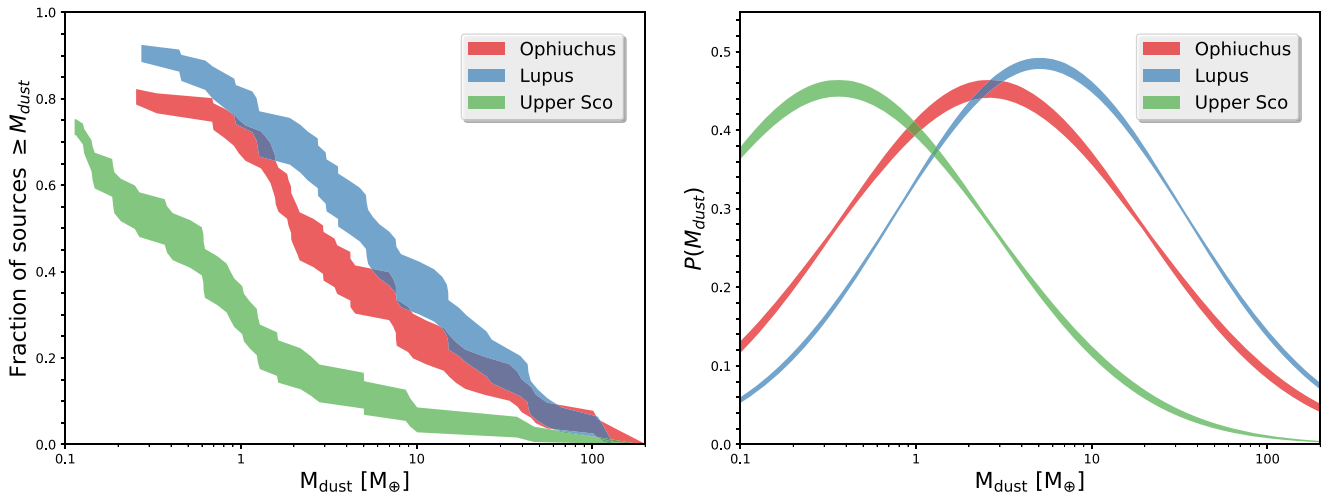 1.0
0.8
0.6
0.4
0.2
0.0
Fraction of sources ≥ M_dust
0.1
1
10
100
M_dust [M_⊕]
Ophiuchus
Lupus
Upper Sco
0.5
0.4
0.3
0.2
0.1
0.0
P(M_dust)
0.1
1
10
100
M_dust [M_⊕]
Ophiuchus
Lupus
Upper Sco